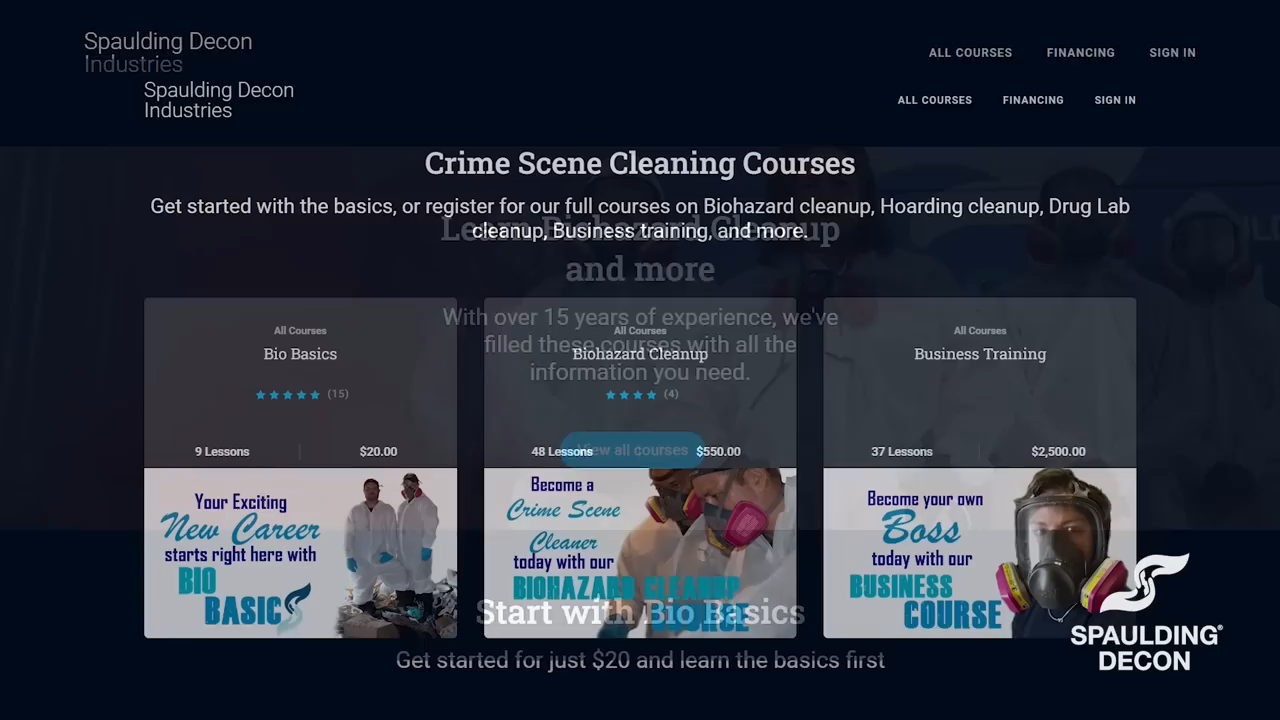 Spaulding Decon
Industries
ALL COURSES FINANCING SIGN IN
Spaulding Decon
Industries
ALL COURSES FINANCING SIGN IN
Crime Scene Cleaning Courses
Get started with the basics, or register for our full courses on Biohazard cleanup, Hoarding cleanup, Drug Lab
cleanup, Business training, and more.
Learn Biohazard Cleanup
and more
With over 15 years of experience, we've
filled these courses with all the
information you need.
View all courses
All Courses
Bio Basics
(15)
9 Lessons $20.00
Your Exciting
New Career
starts right here with
BIO
BASICS
All Courses
Biohazard Cleanup
(4)
48 Lessons $550.00
Become a
Crime Scene
Cleaner
today with our
BIOHAZARD CLEANUP
COURSE
All Courses
Business Training
37 Lessons $2,500.00
Become your own
Boss
today with our
BUSINESS
COURSE
Start with Bio Basics
Get started for just $20 and learn the basics first
SPAULDING®
DECON